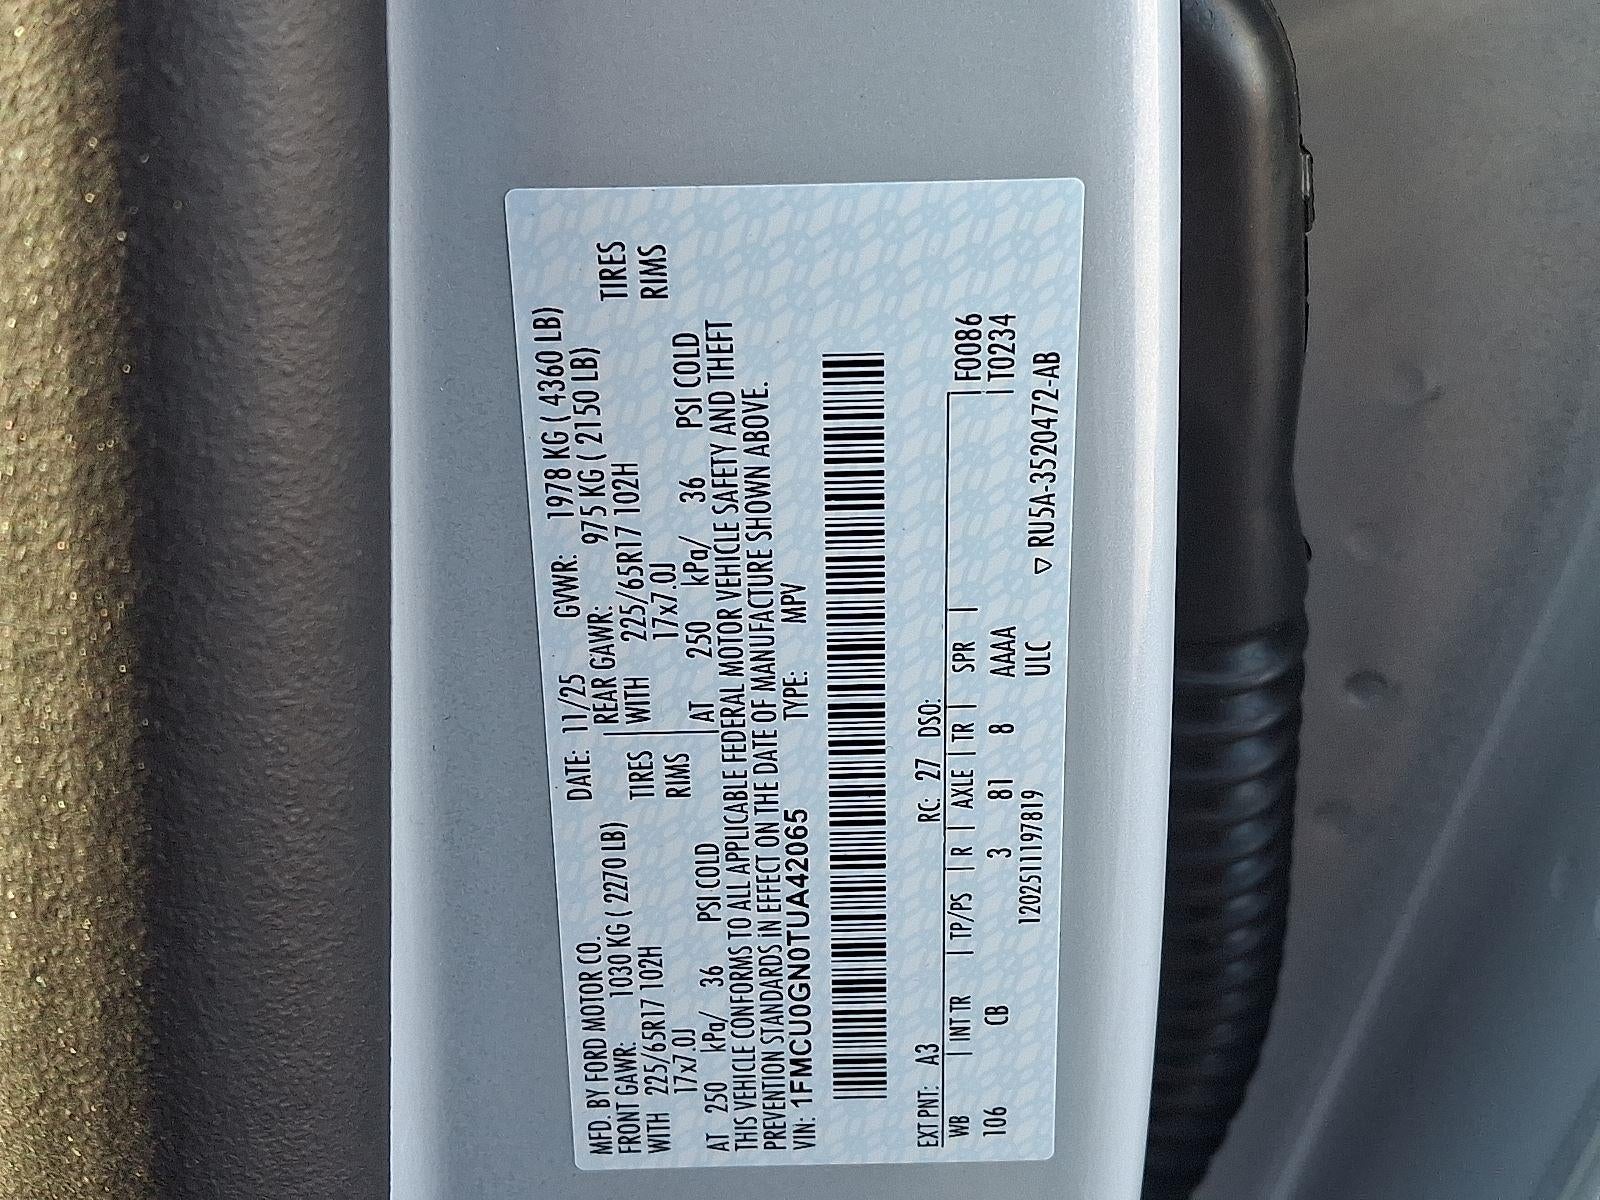 MFD. BY FORD MOTOR CO. DATE: 11/25 GVWR: 1978 KG ( 4360 LB)
FRONT GAWR: 1030 KG ( 2270 LB) REAR GAWR: 975 KG ( 2150 LB)
WITH 225/65R17 102H TIRES WITH 225/65R17 102H TIRES
17x7.0J RIMS 17x7.0J RIMS
AT 250 kPa/ 36 PSI COLD AT 250 kPa/ 36 PSI COLD
THIS VEHICLE CONFORMS TO ALL APPLICABLE FEDERAL MOTOR VEHICLE SAFETY AND THEFT
PREVENTION STANDARDS IN EFFECT ON THE DATE OF MANUFACTURE SHOWN ABOVE.
VIN: 1FMCU0GN0TUA42065 TYPE: MPV
EXT PNT: A3 RC: 27 DSO:
WB | INT TR | TP/PS | R | AXLE | TR | SPR | F0086
106 CB 3 81 8 AAAA T0234
1202511197819 ULC
▽ RU5A-3520472-AB